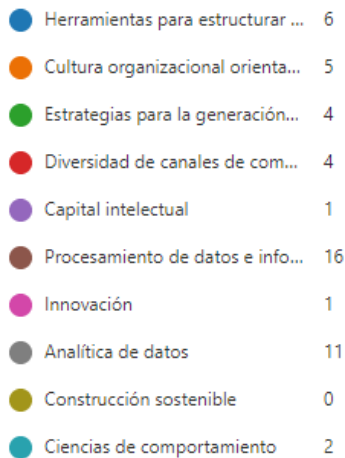 Herramientas para estructurar ... 6
Cultura organizacional orienta... 5
Estrategias para la generación... 4
Diversidad de canales de com... 4
Capital intelectual 1
Procesamiento de datos e info... 16
Innovación 1
Analítica de datos 11
Construcción sostenible 0
Ciencias de comportamiento 2